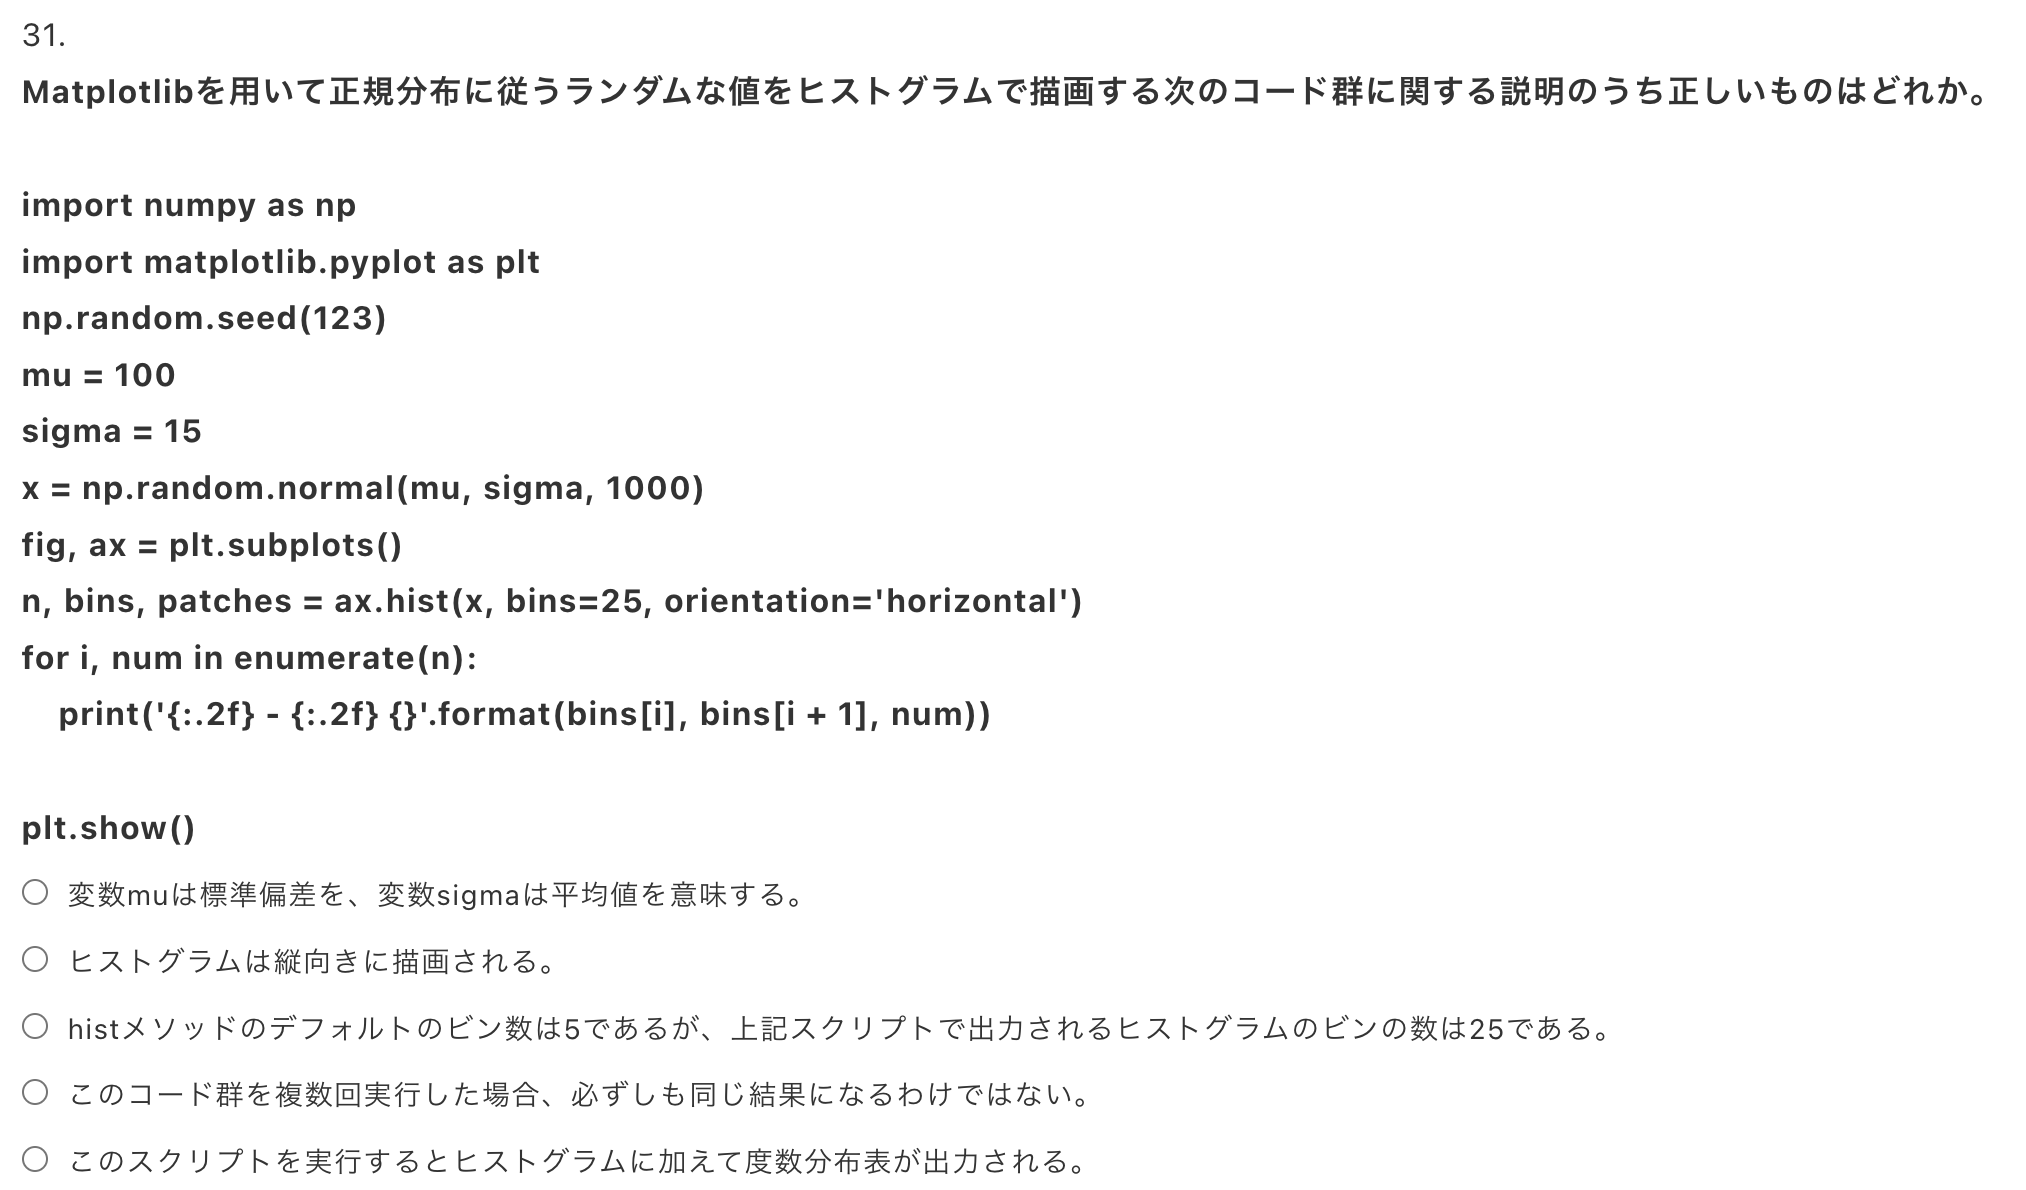 31.
Matplotlibを用いて正規分布に従うランダムな値をヒストグラムで描画する次のコード群に関する説明のうち正しいものはどれか。
import numpy as np
import matplotlib.pyplot as plt
np.random.seed(123)
mu = 100
sigma = 15
x = np.random.normal(mu, sigma, 1000)
fig, ax = plt.subplots()
n, bins, patches = ax.hist(x, bins=25, orientation='horizontal')
for i, num in enumerate(n):
    print('{:.2f} - {:.2f} {}'.format(bins[i], bins[i + 1], num))
plt.show()
変数muは標準偏差を、変数sigmaは平均値を意味する。
ヒストグラムは縦向きに描画される。
histメソッドのデフォルトのビン数は5であるが、上記スクリプトで出力されるヒストグラムのビンの数は25である。
このコード群を複数回実行した場合、必ずしも同じ結果になるわけではない。
このスクリプトを実行するとヒストグラムに加えて度数分布表が出力される。